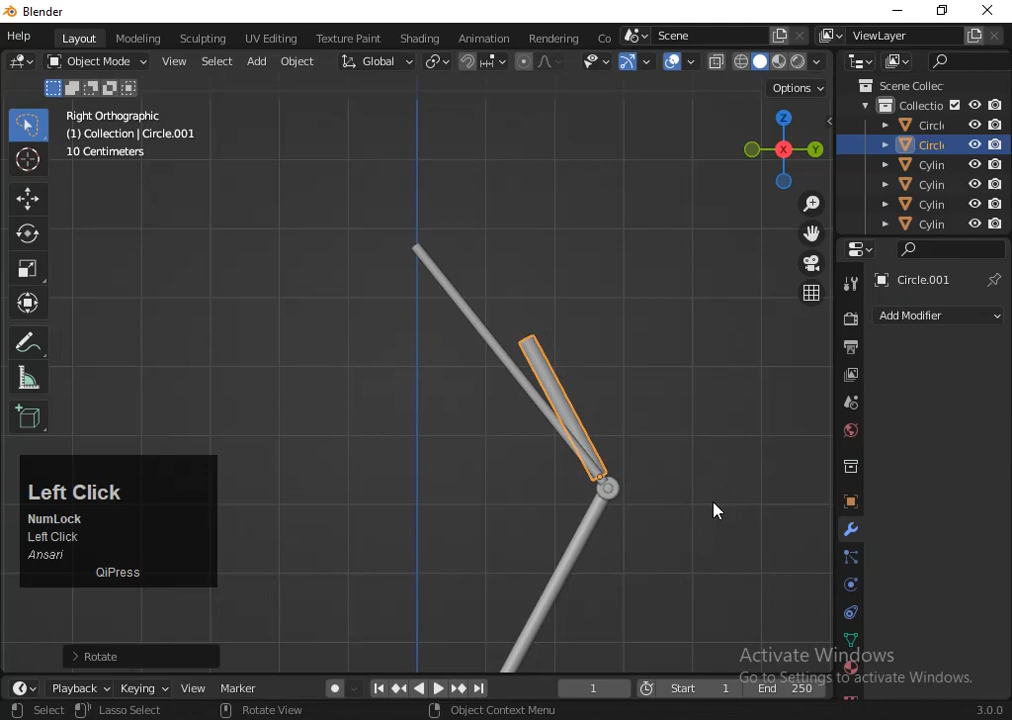 Blender
Help
Layout
Modeling
Sculpting
UV Editing
Texture Paint
Shading
Animation
Rendering
Co
Scene
ViewLayer
Object Mode
View
Select
Add
Object
Global
Options
Right Orthographic
(1) Collection | Circle.001
10 Centimeters
Z
X
Y
Scene Collec
Collectio
Circl
Circl
Cylin
Cylin
Cylin
Cylin
Circle.001
Add Modifier
Left Click
NumLock
Left Click
Ansari
QiPress
Rotate
Activate Windows
Go to Settings to activate Windows.
Playback
Keying
View
Marker
1
Start 1
End 250
Select
Lasso Select
Rotate View
Object Context Menu
3.0.0